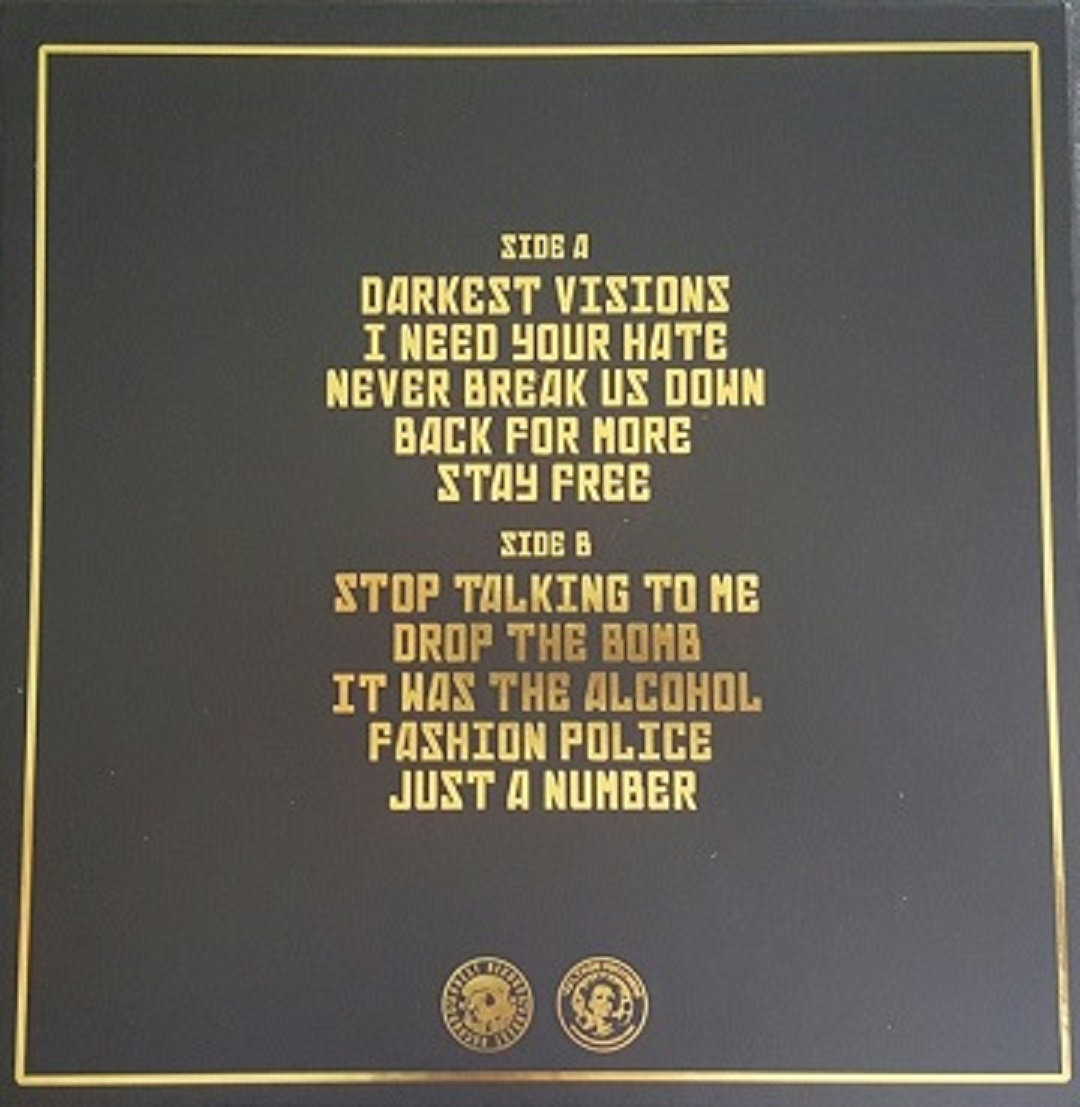 SIDE A
DARKEST VISIONS
I NEED YOUR HATE
NEVER BREAK US DOWN
BACK FOR MORE
STAY FREE
SIDE B
STOP TALKING TO ME
DROP THE BOMB
IT WAS THE ALCOHOL
FASHION POLICE
JUST A NUMBER